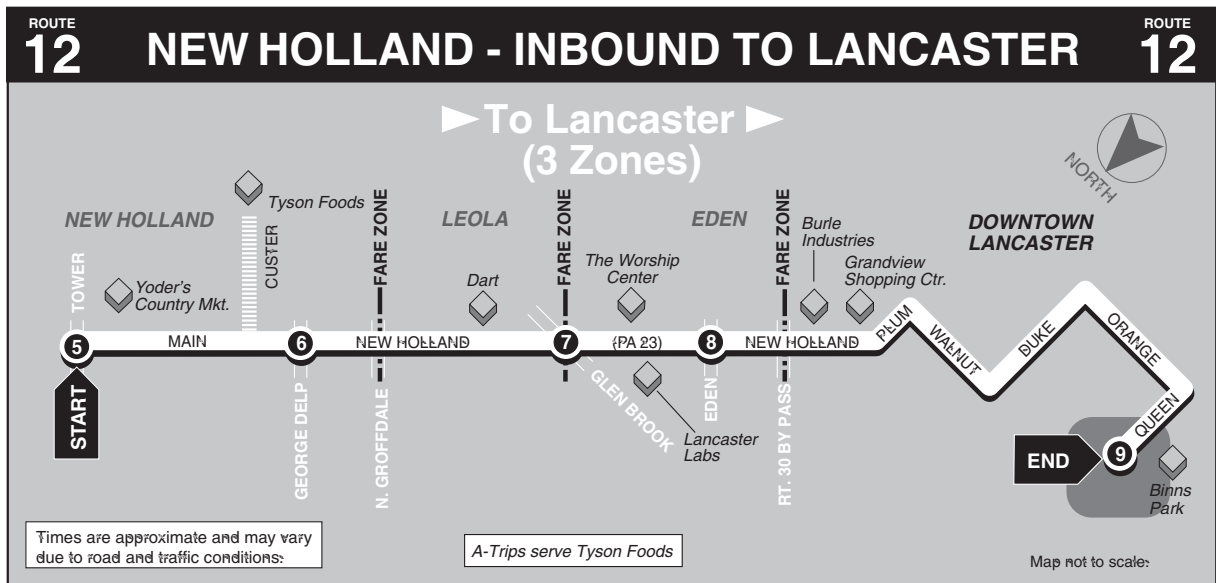 ROUTE
12
NEW HOLLAND - INBOUND TO LANCASTER
ROUTE
12
To Lancaster
(3 Zones)
NORTH
NEW HOLLAND
LEOLA
EDEN
DOWNTOWN
LANCASTER
Tyson Foods
Yoder's
Country Mkt.
Dart
The Worship
Center
Burle
Industries
Grandview
Shopping Ctr.
TOWER
CUSTER
FARE ZONE
FARE ZONE
FARE ZONE
5
MAIN
6
NEW HOLLAND
7
(PA 23)
8
NEW HOLLAND
PLUM
WALNUT
DUKE
ORANGE
QUEEN
START
GEORGE DELP
N. GROFFDALE
GLEN BROOK
EDEN
RT. 30 BY PASS
Lancaster
Labs
END
9
Binns
Park
Times are approximate and may vary
due to road and traffic conditions.
A-Trips serve Tyson Foods
Map not to scale.